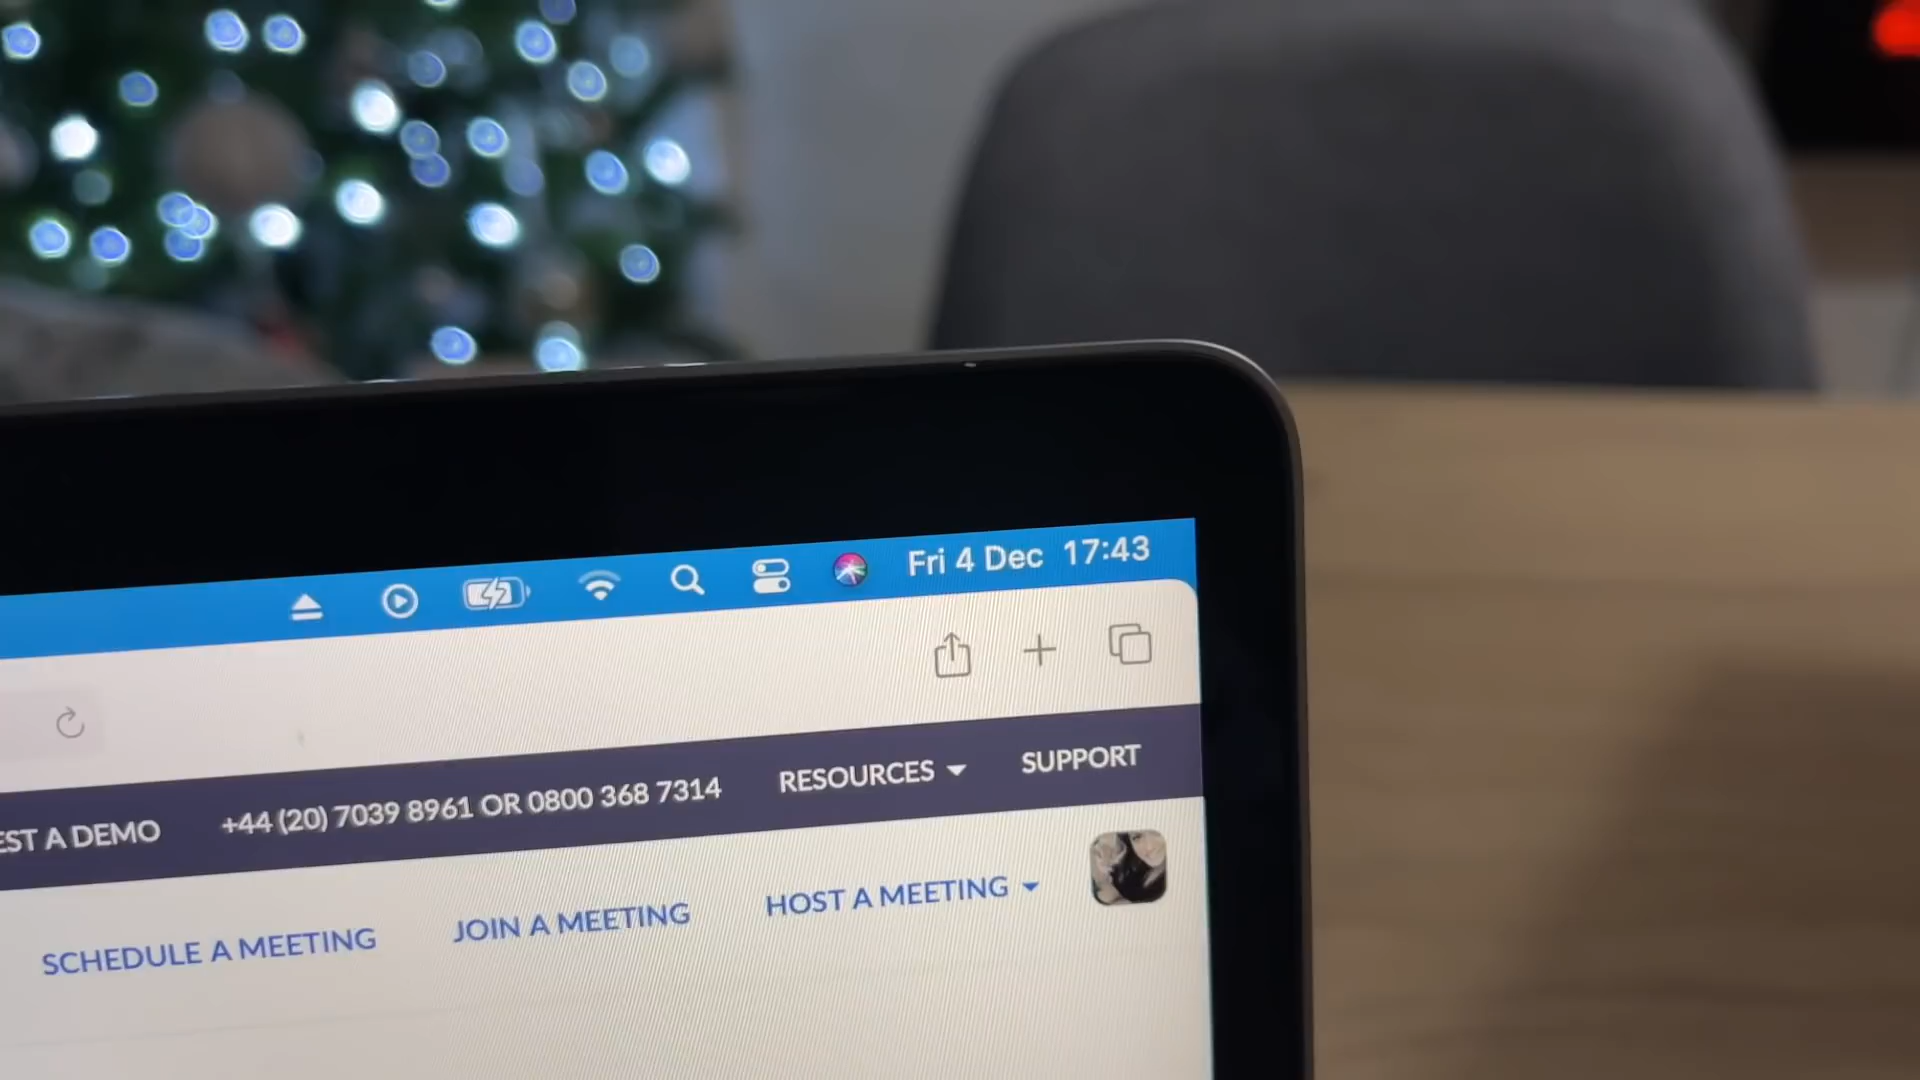 Fri 4 Dec 17:43
EST A DEMO +44 (20) 7039 8961 OR 0800 368 7314 RESOURCES SUPPORT
SCHEDULE A MEETING JOIN A MEETING HOST A MEETING